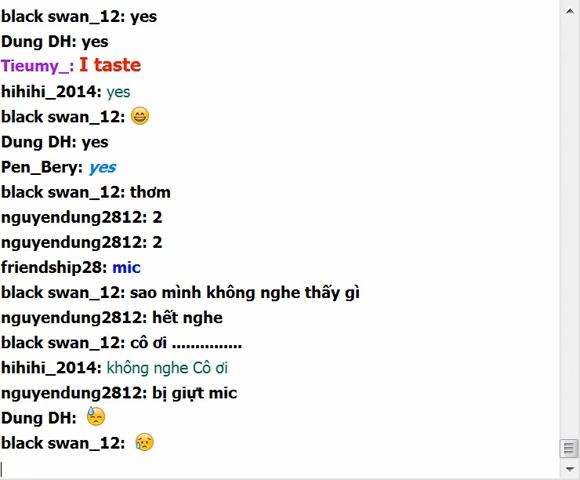 black swan_12: yes
Dung DH: yes
Tieumy_: I taste
hihihi_2014: yes
black swan_12: 😄
Dung DH: yes
Pen_Bery: yes
black swan_12: thơm
nguyendung2812: 2
nguyendung2812: 2
friendship28: mic
black swan_12: sao mình không nghe thấy gì
nguyendung2812: hết nghe
black swan_12: cô ơi ...............
hihihi_2014: không nghe Cô ơi
nguyendung2812: bị giựt mic
Dung DH: 😓
black swan_12: 😥